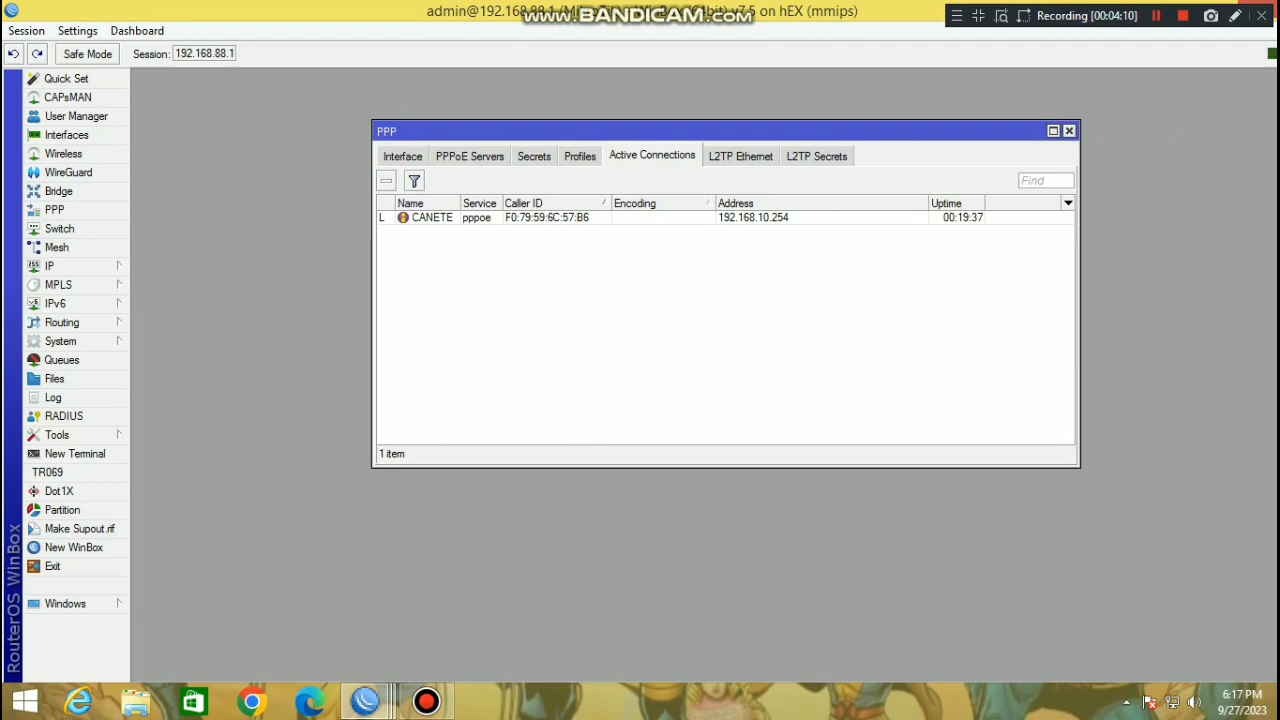 admin@192.168.88.1 v7.5 on hEX (mmips)
www.BANDICAM.com
Recording [00:04:10]
Session Settings Dashboard
Safe Mode Session: 192.168.88.1
Quick Set
CAPsMAN
User Manager
Interfaces
Wireless
WireGuard
Bridge
PPP
Switch
Mesh
IP
MPLS
IPv6
Routing
System
Queues
Files
Log
RADIUS
Tools
New Terminal
TR069
Dot1X
Partition
Make Supout.rif
New WinBox
Exit
Windows
RouterOS WinBox
PPP
Interface PPPoE Servers Secrets Profiles Active Connections L2TP Ethernet L2TP Secrets
Find
Name Service Caller ID Encoding Address Uptime
L CANETE pppoe F0:79:59:6C:57:B6 192.168.10.254 00:19:37
1 item
6:17 PM
9/27/2023